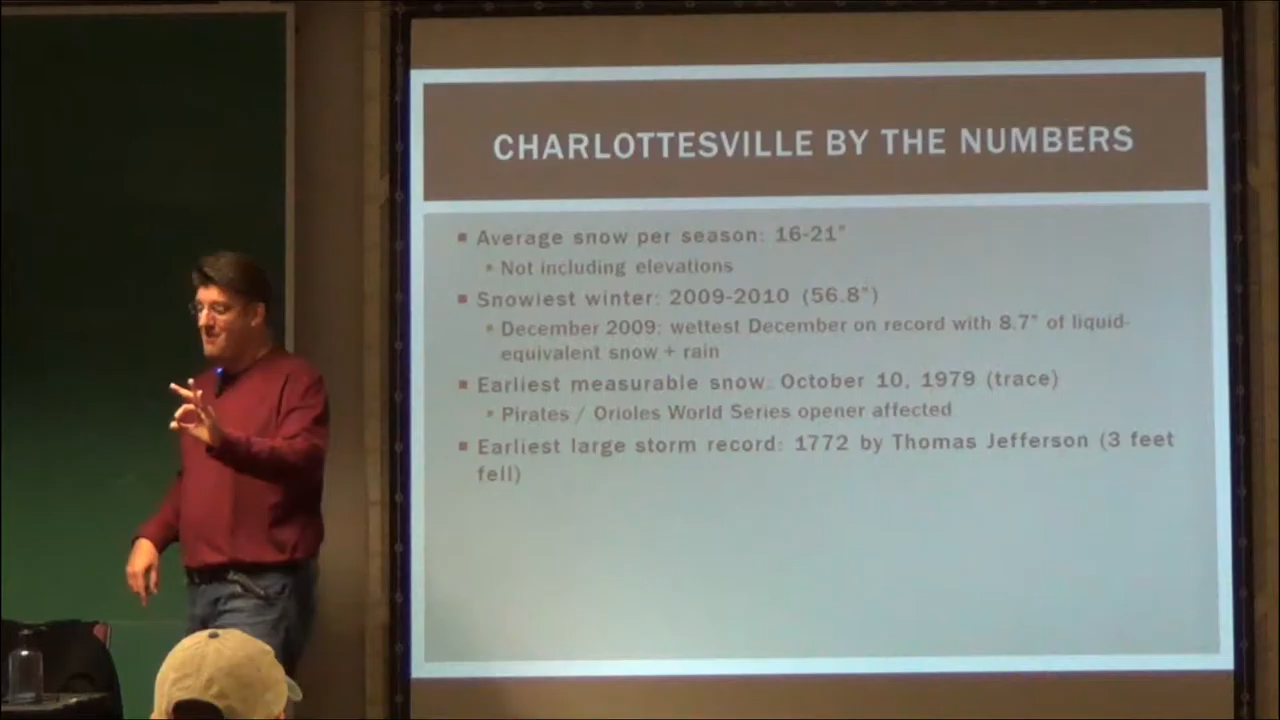 CHARLOTTESVILLE BY THE NUMBERS
Average snow per season: 16-21"
Not including elevations
Snowiest winter: 2009-2010 (56.8")
December 2009: wettest December on record with 8.7" of liquid-
equivalent snow + rain
Earliest measurable snow: October 10, 1979 (trace)
Pirates / Orioles World Series opener affected
Earliest large storm record: 1772 by Thomas Jefferson (3 feet
fell)